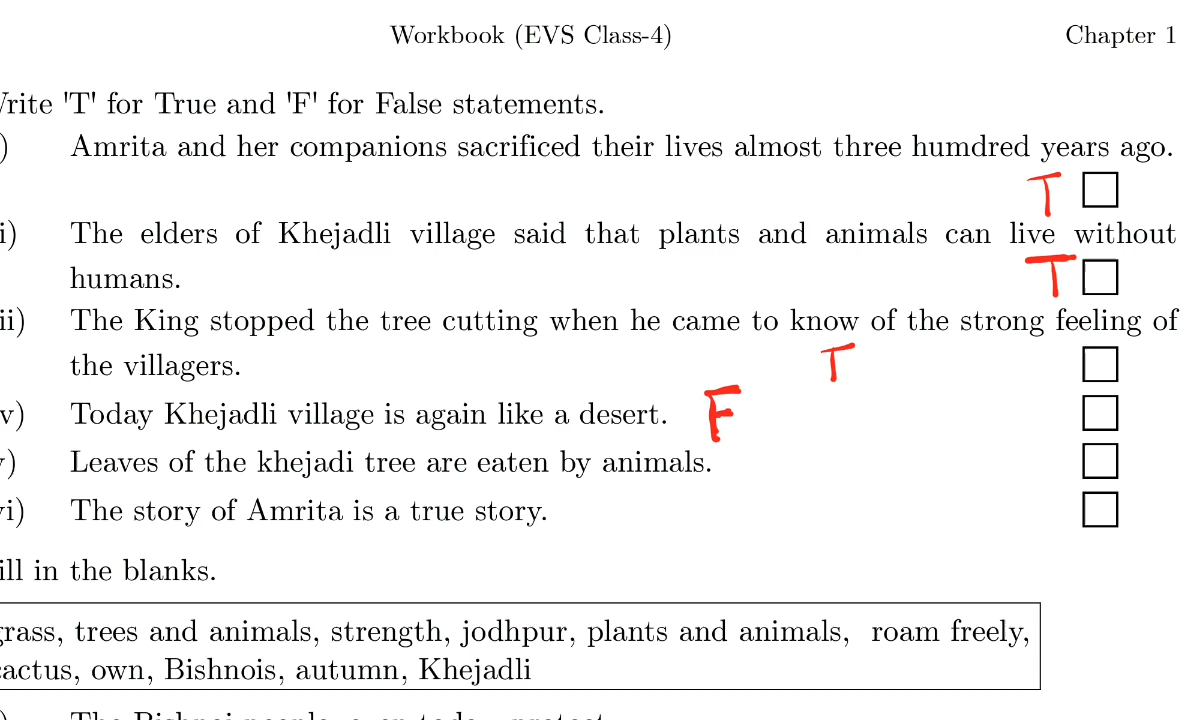 Workbook (EVS Class-4) Chapter 1
Write 'T' for True and 'F' for False statements.
) Amrita and her companions sacrificed their lives almost three humdred years ago.
T
i) The elders of Khejadli village said that plants and animals can live without
humans. T
ii) The King stopped the tree cutting when he came to know of the strong feeling of
the villagers. T
v) Today Khejadli village is again like a desert. F
) Leaves of the khejadi tree are eaten by animals.
vi) The story of Amrita is a true story.
ill in the blanks.
grass, trees and animals, strength, jodhpur, plants and animals, roam freely,
cactus, own, Bishnois, autumn, Khejadli